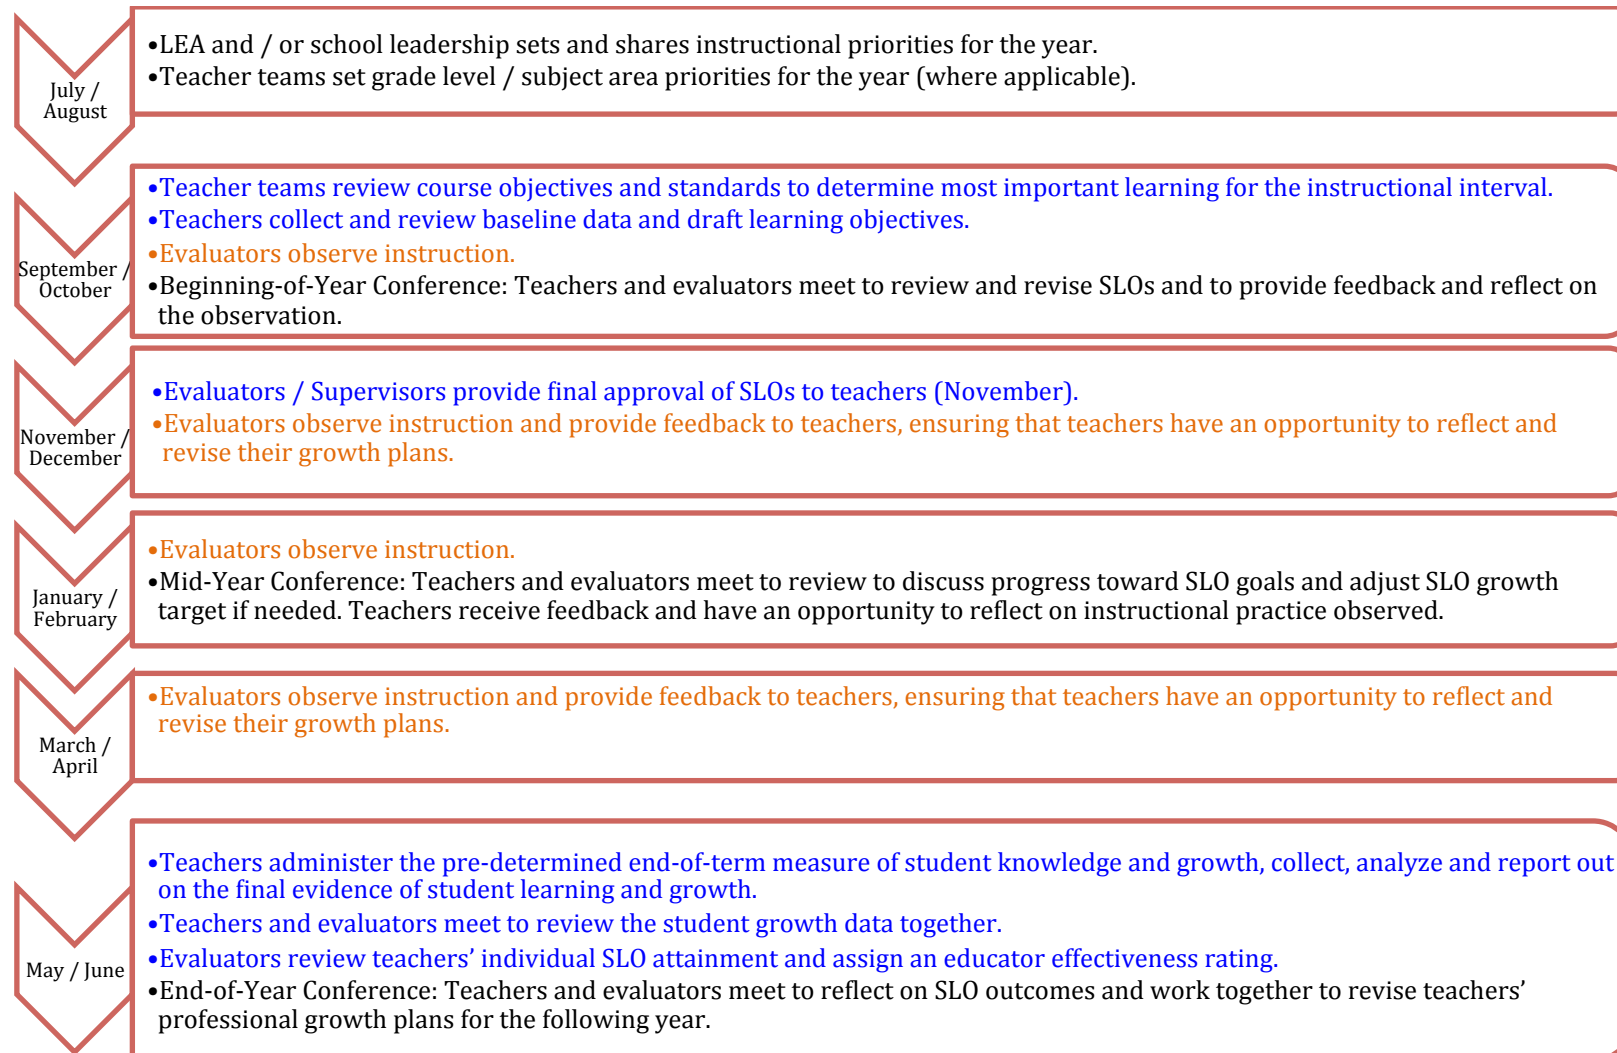 July /
August
•LEA and / or school leadership sets and shares instructional priorities for the year.
•Teacher teams set grade level / subject area priorities for the year (where applicable).
September /
October
•Teacher teams review course objectives and standards to determine most important learning for the instructional interval.
•Teachers collect and review baseline data and draft learning objectives.
•Evaluators observe instruction.
•Beginning-of-Year Conference: Teachers and evaluators meet to review and revise SLOs and to provide feedback and reflect on
the observation.
November /
December
•Evaluators / Supervisors provide final approval of SLOs to teachers (November).
•Evaluators observe instruction and provide feedback to teachers, ensuring that teachers have an opportunity to reflect and
revise their growth plans.
January /
February
•Evaluators observe instruction.
•Mid-Year Conference: Teachers and evaluators meet to review to discuss progress toward SLO goals and adjust SLO growth
target if needed. Teachers receive feedback and have an opportunity to reflect on instructional practice observed.
March /
April
•Evaluators observe instruction and provide feedback to teachers, ensuring that teachers have an opportunity to reflect and
revise their growth plans.
May / June
•Teachers administer the pre-determined end-of-term measure of student knowledge and growth, collect, analyze and report out
on the final evidence of student learning and growth.
•Teachers and evaluators meet to review the student growth data together.
•Evaluators review teachers’ individual SLO attainment and assign an educator effectiveness rating.
•End-of-Year Conference: Teachers and evaluators meet to reflect on SLO outcomes and work together to revise teachers’
professional growth plans for the following year.